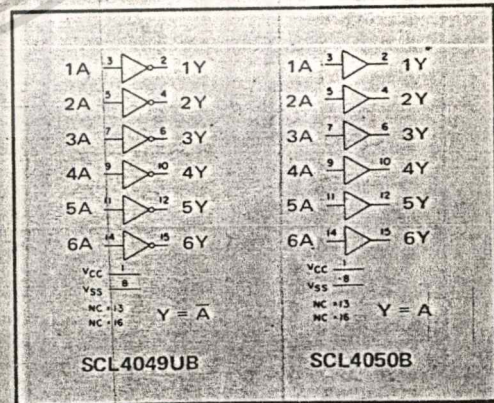 1A 3 2 1Y
2A 5 4 2Y
3A 7 6 3Y
4A 9 10 4Y
5A 11 12 5Y
6A 14 15 6Y
VCC 1
VSS 8
NC = 13
NC = 16
Y = A̅
SCL4049UB
1A 3 2 1Y
2A 5 4 2Y
3A 7 6 3Y
4A 9 10 4Y
5A 11 12 5Y
6A 14 15 6Y
VCC 1
VSS 8
NC = 13
NC = 16
Y = A
SCL4050B